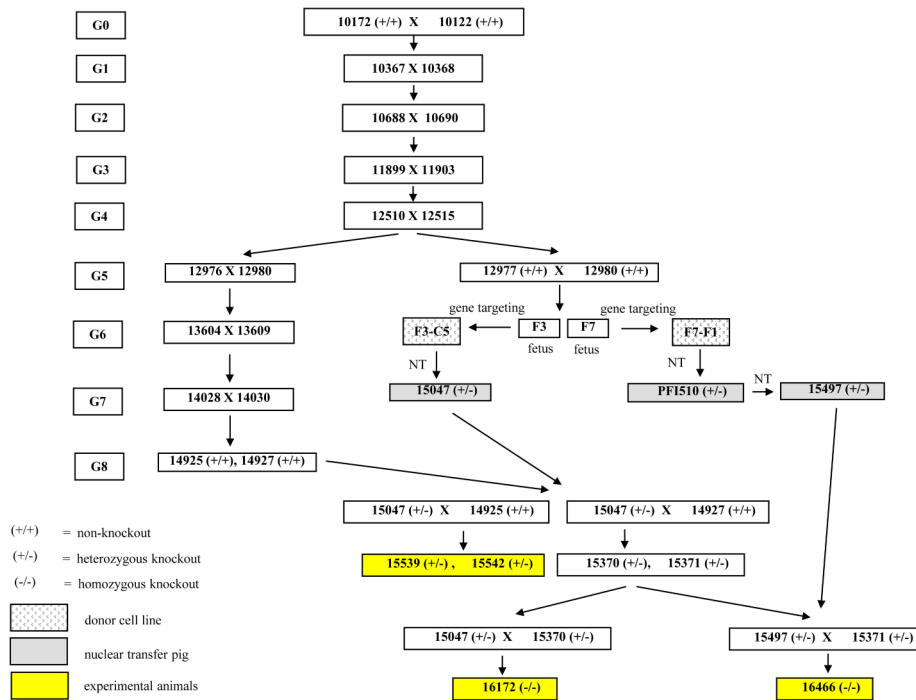 G0
10172 (+/+) X 10122 (+/+)
G1
10367 X 10368
G2
10688 X 10690
G3
11899 X 11903
G4
12510 X 12515
G5
12976 X 12980
12977 (+/+) X 12980 (+/+)
gene targeting
gene targeting
G6
13604 X 13609
F3-C5
F3
F7
F7-F1
fetus
fetus
NT
NT
NT
G7
14028 X 14030
15047 (+/-)
PFI510 (+/-)
15497 (+/-)
G8
14925 (+/+), 14927 (+/+)
15047 (+/-) X 14925 (+/+)
15047 (+/-) X 14927 (+/+)
(+/+) = non-knockout
(+/-) = heterozygous knockout
(-/-) = homozygous knockout
15539 (+/-) , 15542 (+/-)
15370 (+/-), 15371 (+/-)
donor cell line
nuclear transfer pig
experimental animals
15047 (+/-) X 15370 (+/-)
15497 (+/-) X 15371 (+/-)
16172 (-/-)
16466 (-/-)